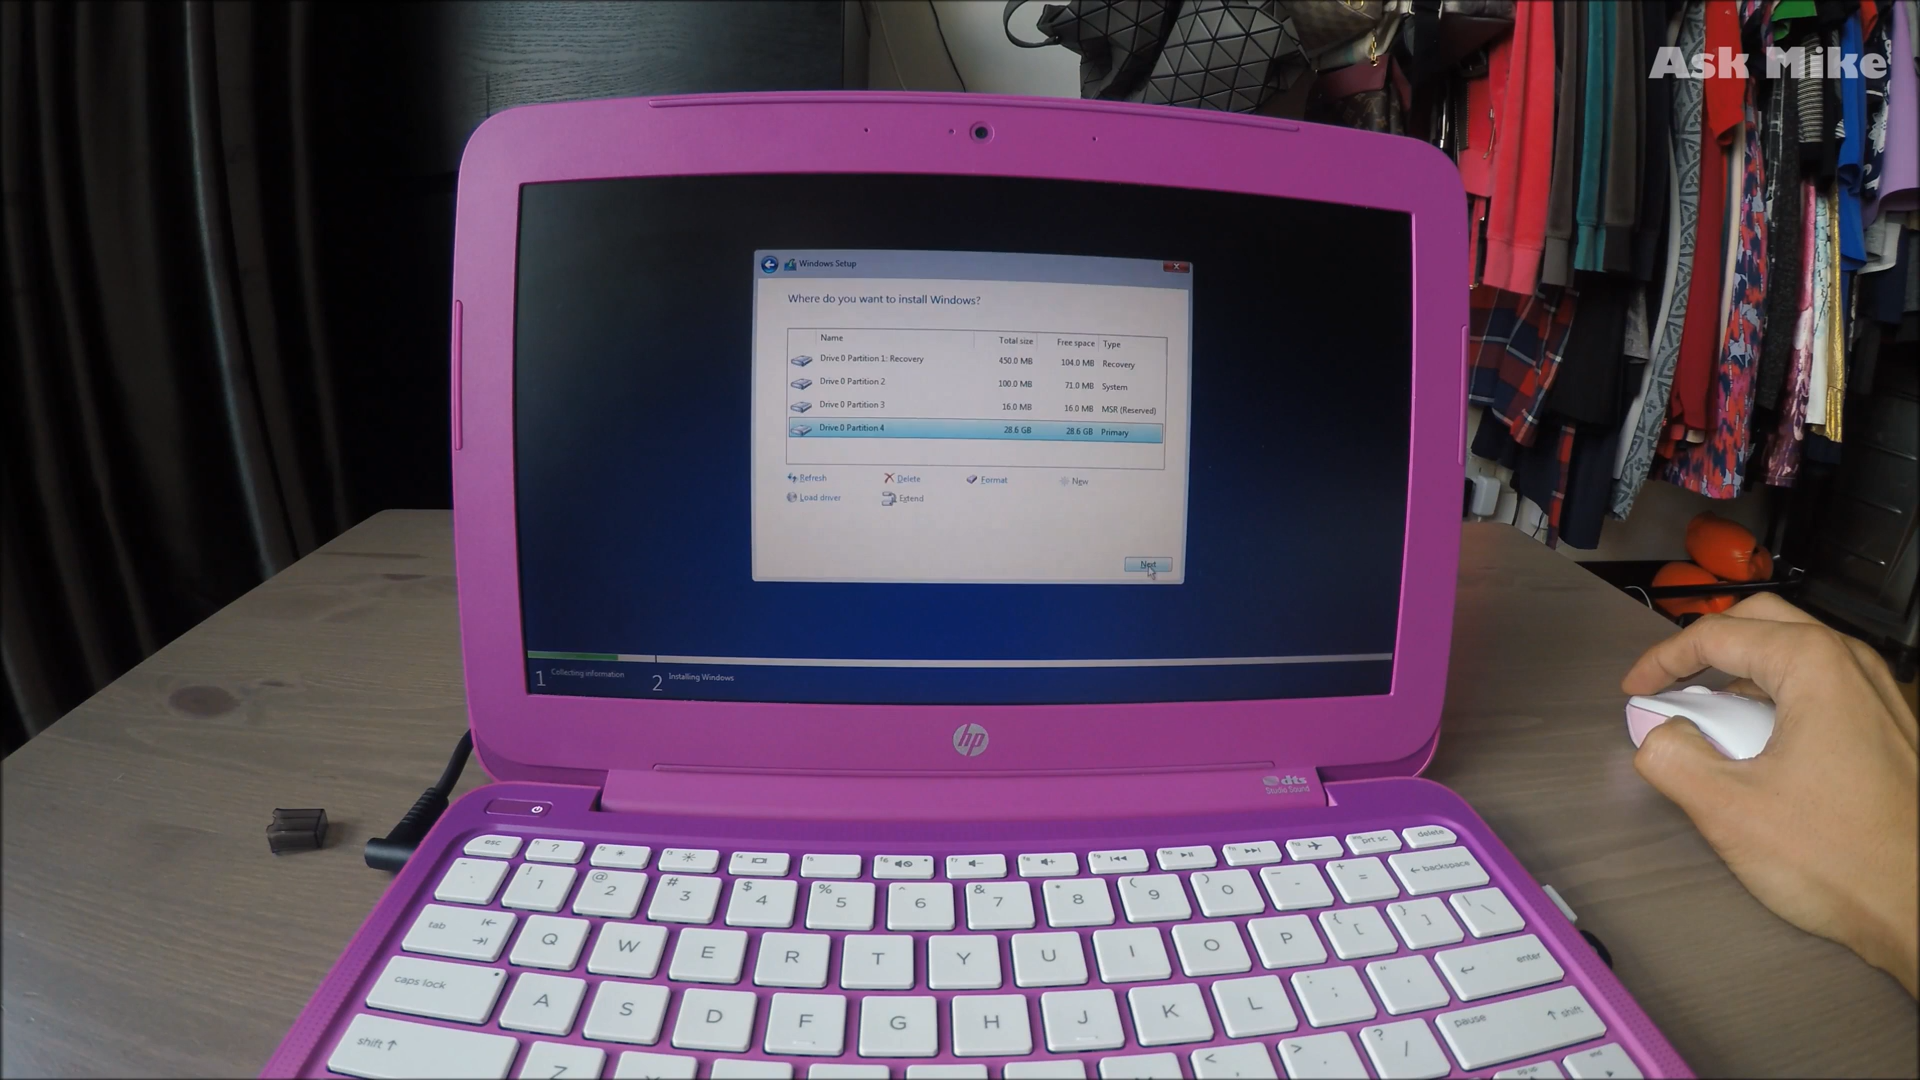 Ask Mike
Windows Setup
Where do you want to install Windows?
Name Total size Free space Type
Drive 0 Partition 1: Recovery 450.0 MB 104.0 MB Recovery
Drive 0 Partition 2 100.0 MB 71.0 MB System
Drive 0 Partition 3 16.0 MB 16.0 MB MSR (Reserved)
Drive 0 Partition 4 28.6 GB 28.6 GB Primary
Refresh Delete Format New
Load driver Extend
Next
1 Collecting information 2 Installing Windows
hp
dts
Studio Sound
esc ? prt sc delete
! 1 @ 2 # 3 $ 4 % 5 ^ 6 & 7 * 8 ( 9 ) 0 - + = backspace
tab Q W E R T Y U I O P { [ } ] \
caps lock A S D F G H J K L : ; " ' enter
shift Z < > ? / pause shift